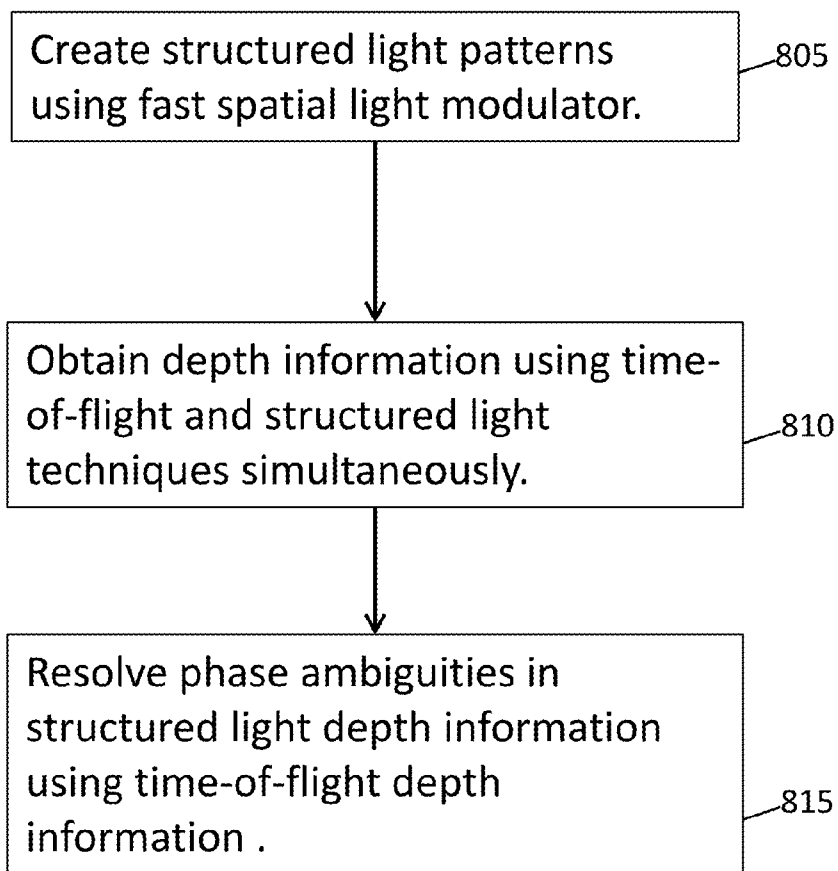 Create structured light patterns
using fast spatial light modulator.
805
Obtain depth information using time-
of-flight and structured light
techniques simultaneously.
810
Resolve phase ambiguities in
structured light depth information
using time-of-flight depth
information .
815